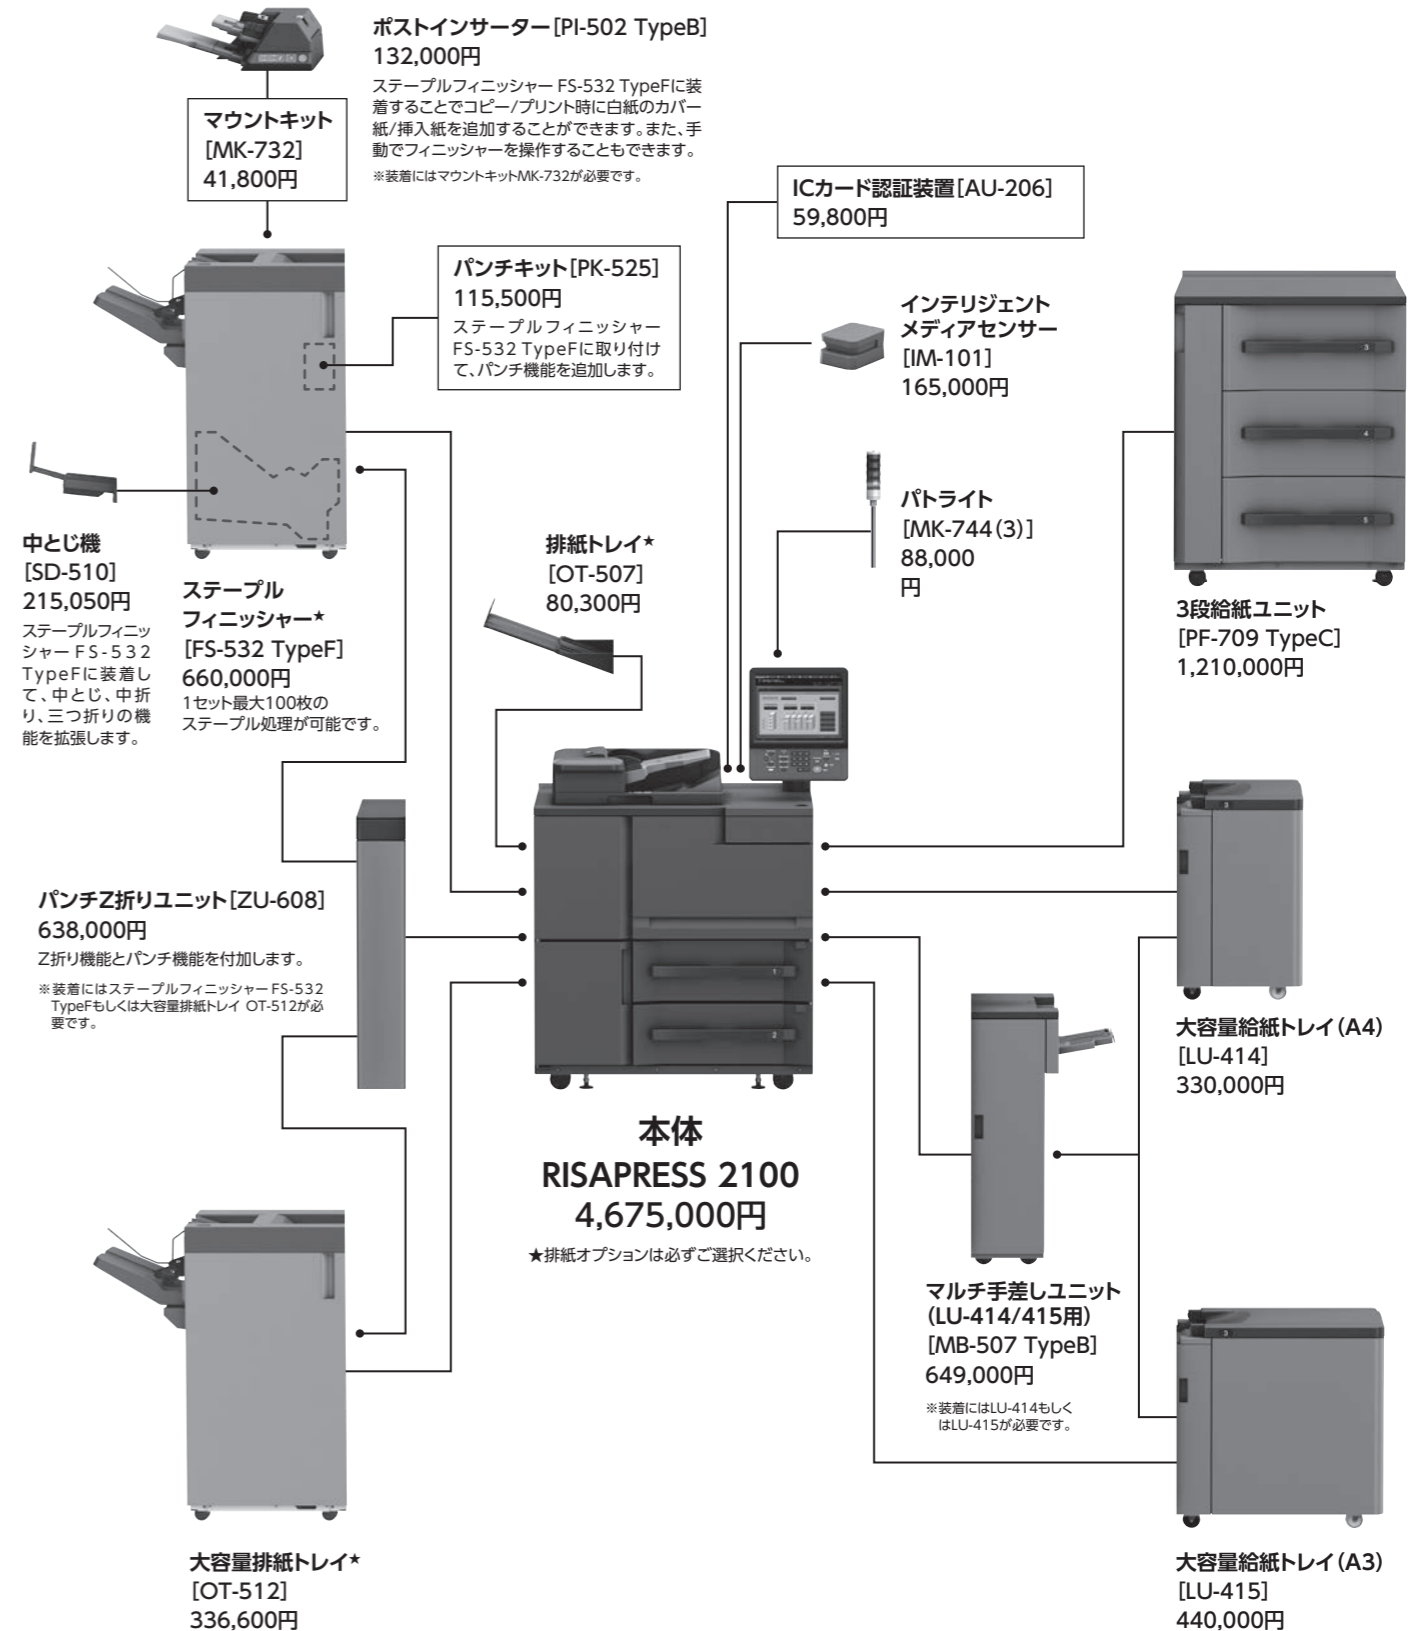 ポストインサーター[PI-502 TypeB]
132,000円
ステープルフィニッシャー FS-532 TypeFに装
着することでコピー/プリント時に白紙のカバー
紙/挿入紙を追加することができます。また、手
動でフィニッシャーを操作することもできます。
※装着にはマウントキットMK-732が必要です。
マウントキット
[MK-732]
41,800円
ICカード認証装置[AU-206]
59,800円
パンチキット[PK-525]
115,500円
ステープルフィニッシャー
FS-532 TypeFに取り付け
て、パンチ機能を追加します。
インテリジェント
メディアセンサー
[IM-101]
165,000円
パトライト
[MK-744(3)]
88,000
円
3
4
5
3段給紙ユニット
[PF-709 TypeC]
1,210,000円
中とじ機
[SD-510]
215,050円
ステープルフィニッ
シャー FS-532
TypeFに装着し
て、中とじ、中折
り、三つ折りの機
能を拡張します。
ステープル
フィニッシャー★
[FS-532 TypeF]
660,000円
1セット最大100枚の
ステープル処理が可能です。
排紙トレイ★
[OT-507]
80,300円
パンチZ折りユニット[ZU-608]
638,000円
Z折り機能とパンチ機能を付加します。
※装着にはステープルフィニッシャー FS-532
TypeFもしくは大容量排紙トレイ OT-512が必
要です。
1
2
本体
RISAPRESS 2100
4,675,000円
★排紙オプションは必ずご選択ください。
3
大容量給紙トレイ(A4)
[LU-414]
330,000円
マルチ手差しユニット
(LU-414/415用)
[MB-507 TypeB]
649,000円
※装着にはLU-414もしく
はLU-415が必要です。
大容量排紙トレイ★
[OT-512]
336,600円
3
大容量給紙トレイ(A3)
[LU-415]
440,000円